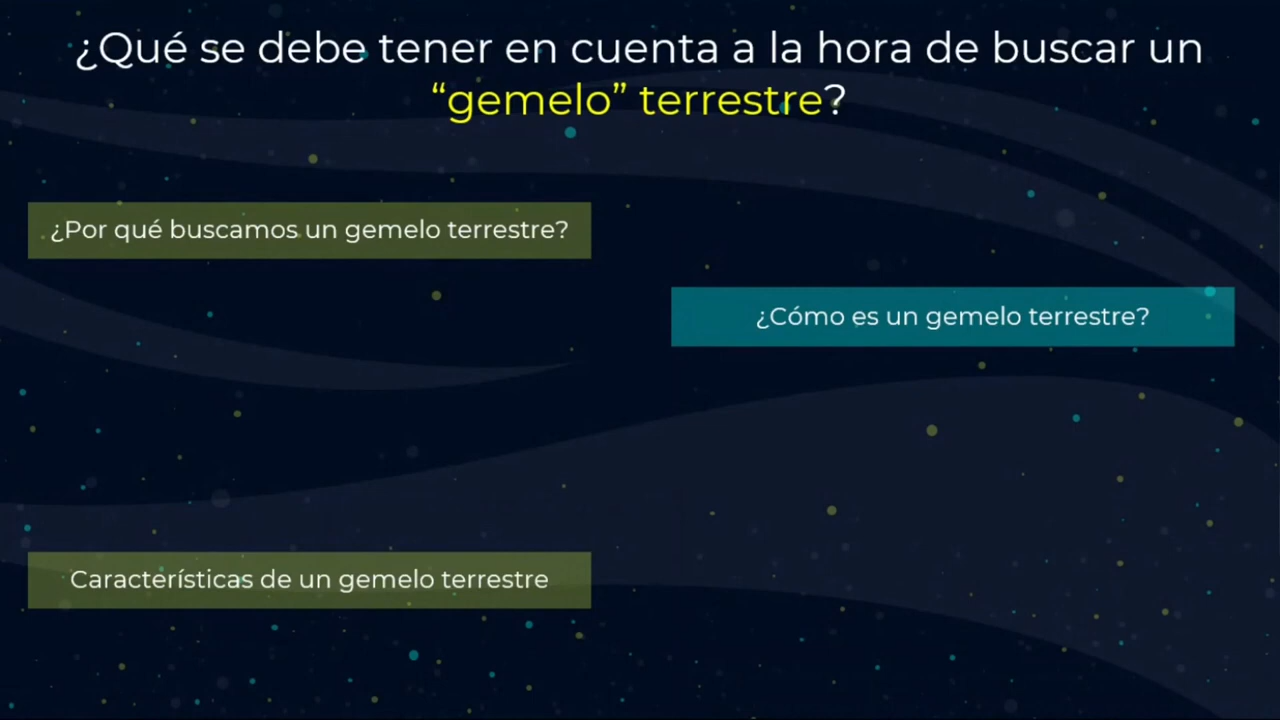 ¿Qué se debe tener en cuenta a la hora de buscar un
“gemelo” terrestre?
¿Por qué buscamos un gemelo terrestre?
¿Cómo es un gemelo terrestre?
Características de un gemelo terrestre